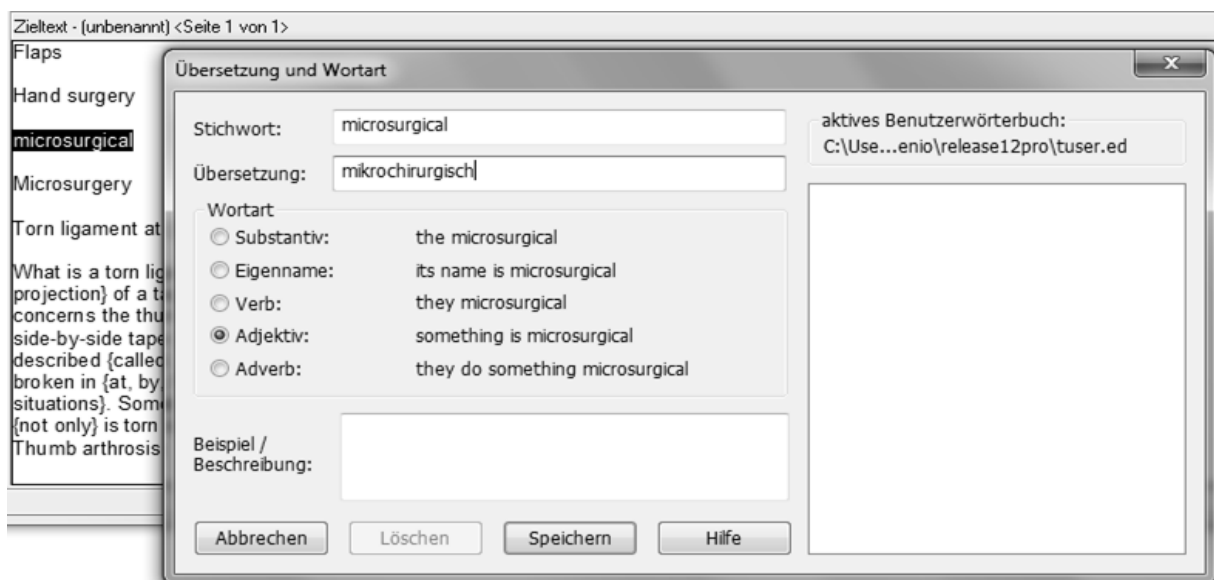 Zieltext - (unbenannt) <Seite 1 von 1>
Flaps
Hand surgery
microsurgical
Microsurgery
Torn ligament at
What is a torn lig
projection} of a ta
concerns the thu
side-by-side tape
described {called
broken in {at, by
situations}. Som
{not only} is torn
Thumb arthrosis
Übersetzung und Wortart
Stichwort: microsurgical
Übersetzung: mikrochirurgisch
Wortart
Substantiv: the microsurgical
Eigenname: its name is microsurgical
Verb: they microsurgical
Adjektiv: something is microsurgical
Adverb: they do something microsurgical
Beispiel /
Beschreibung:
Abbrechen Löschen Speichern Hilfe
aktives Benutzerwörterbuch:
C:\Use...enio\release12pro\tuser.ed